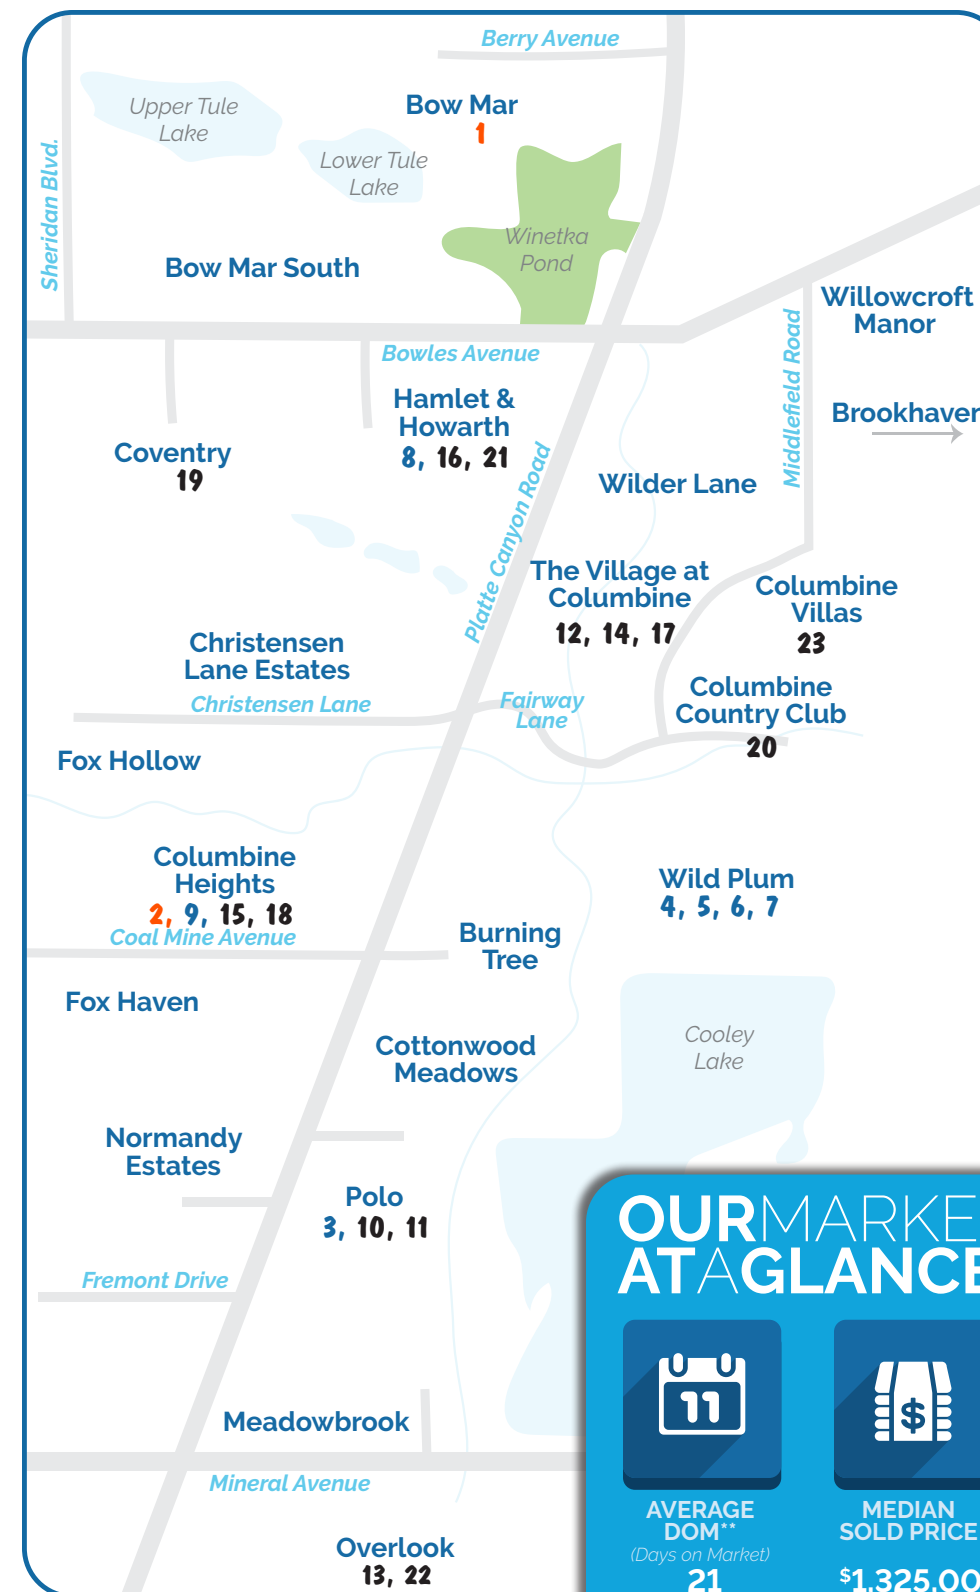 Berry Avenue
Upper Tule
Lake
Bow Mar
1
Lower Tule
Lake
Sheridan Blvd.
Winetka
Pond
Bow Mar South
Willowcroft
Manor
Bowles Avenue
Middlefield Road
Hamlet &
Howarth
8, 16, 21
Brookhaven
Coventry
19
Platte Canyon Road
Wilder Lane
The Village at
Columbine
12, 14, 17
Columbine
Villas
23
Christensen
Lane Estates
Christensen Lane
Fairway
Lane
Columbine
Country Club
20
Fox Hollow
Columbine
Heights
2, 9, 15, 18
Coal Mine Avenue
Wild Plum
4, 5, 6, 7
Burning
Tree
Fox Haven
Cottonwood
Meadows
Cooley
Lake
Normandy
Estates
Polo
3, 10, 11
Fremont Drive
OURMARKE
ATAGLANCE
11
$
Meadowbrook
Mineral Avenue
AVERAGE
DOM**
(Days on Market)
21
MEDIAN
SOLD PRICE
$1,325,00
Overlook
13, 22